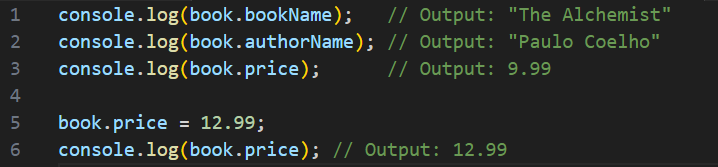 1 console.log(book.bookName);   // Output: "The Alchemist"
2 console.log(book.authorName); // Output: "Paulo Coelho"
3 console.log(book.price);      // Output: 9.99
4
5 book.price = 12.99;
6 console.log(book.price); // Output: 12.99